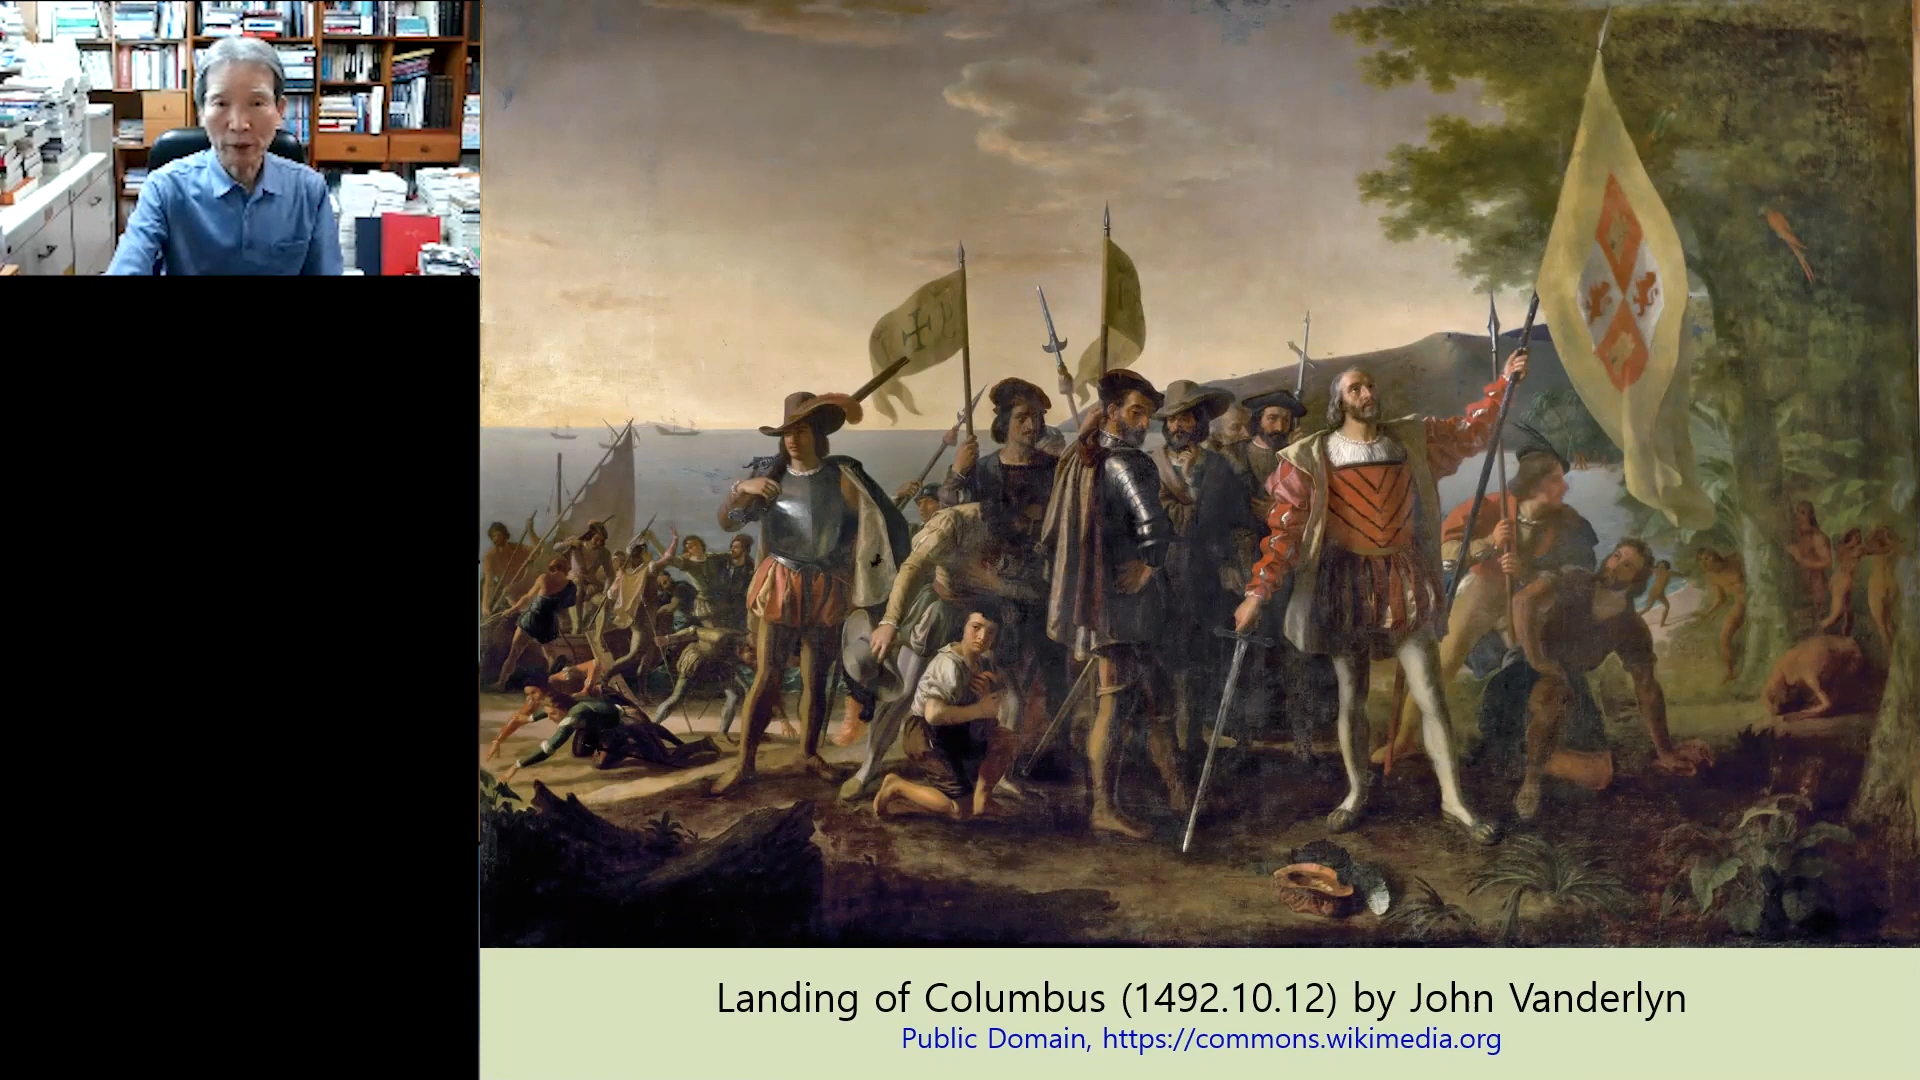 Landing of Columbus (1492.10.12) by John Vanderlyn
Public Domain, https://commons.wikimedia.org